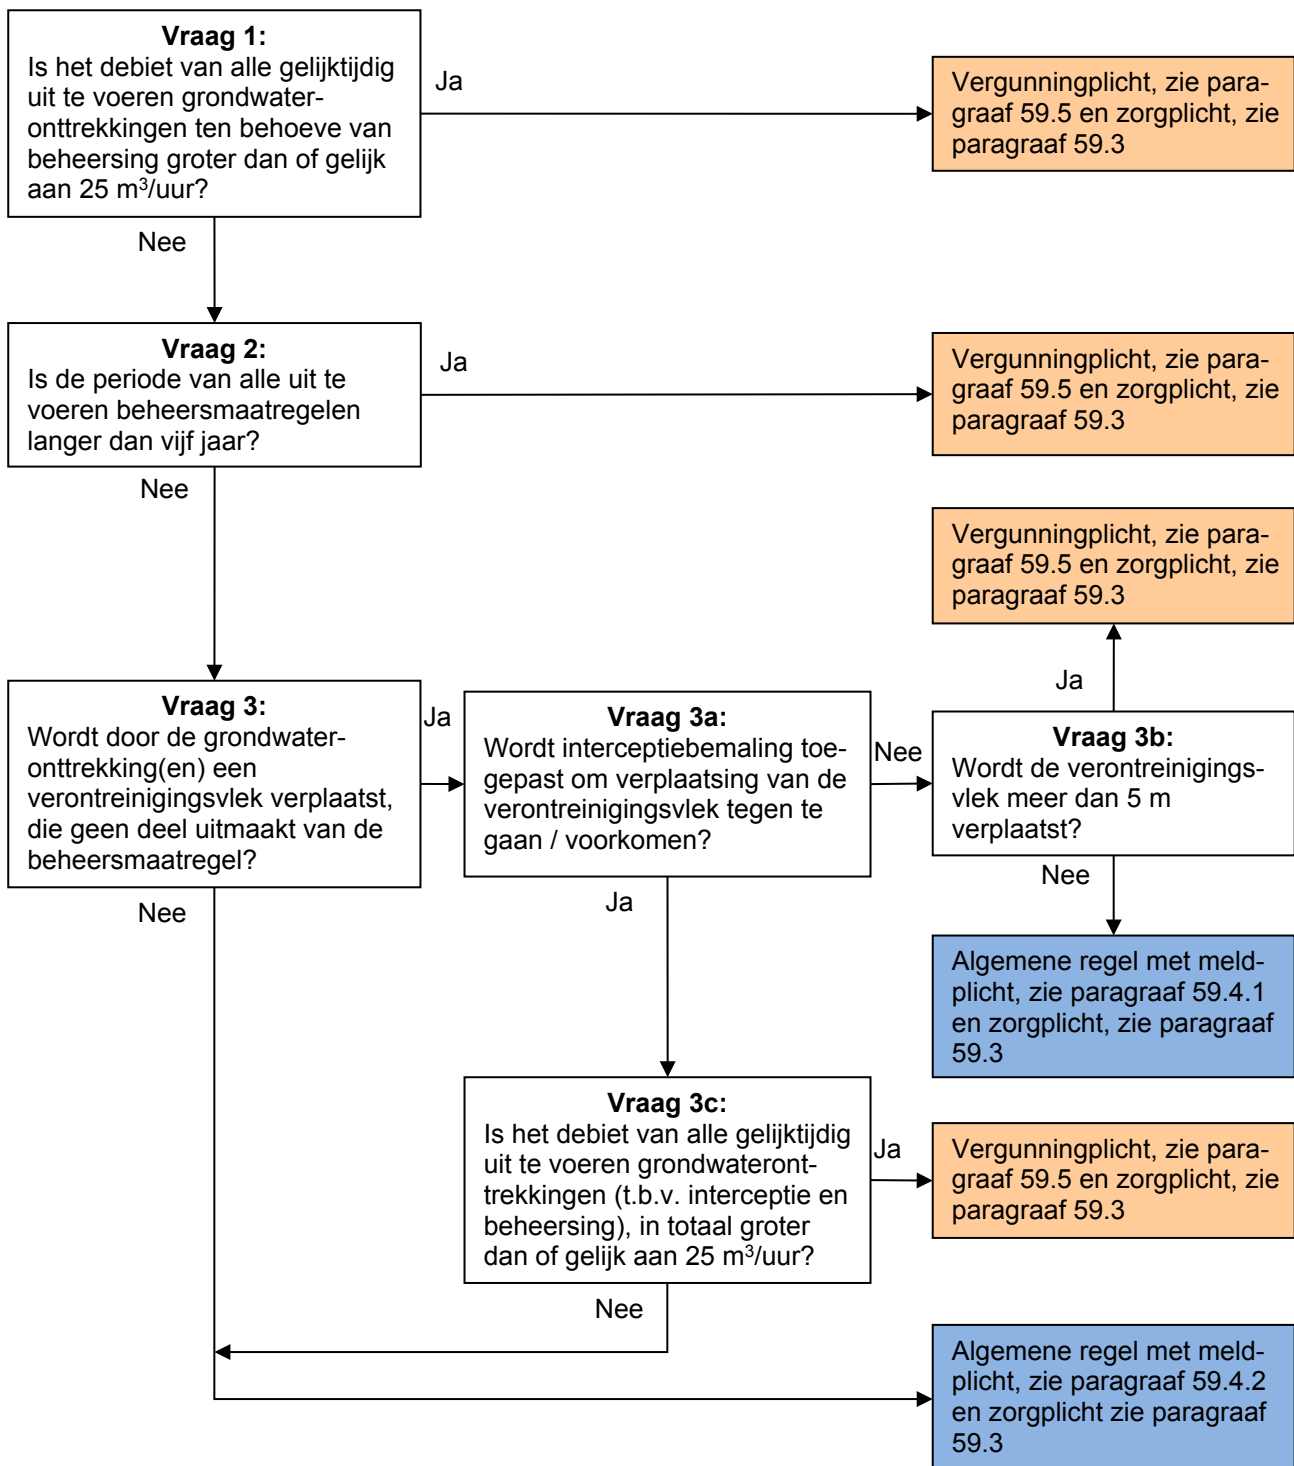 Vraag 1:
Is het debiet van alle gelijktijdig
uit te voeren grondwater-
onttrekkingen ten behoeve van
beheersing groter dan of gelijk
aan 25 m³/uur?
Ja
Vergunningplicht, zie para-
graaf 59.5 en zorgplicht, zie
paragraaf 59.3
Nee
Vraag 2:
Is de periode van alle uit te
voeren beheersmaatregelen
langer dan vijf jaar?
Ja
Vergunningplicht, zie para-
graaf 59.5 en zorgplicht, zie
paragraaf 59.3
Nee
Vergunningplicht, zie para-
graaf 59.5 en zorgplicht, zie
paragraaf 59.3
Ja
Vraag 3:
Wordt door de grondwater-
onttrekking(en) een
verontreinigingsvlek verplaatst,
die geen deel uitmaakt van de
beheersmaatregel?
Ja
Vraag 3a:
Wordt interceptiebemaling toe-
gepast om verplaatsing van de
verontreinigingsvlek tegen te
gaan / voorkomen?
Nee
Vraag 3b:
Wordt de verontreinigings-
vlek meer dan 5 m
verplaatst?
Nee
Ja
Nee
Algemene regel met meld-
plicht, zie paragraaf 59.4.1
en zorgplicht, zie paragraaf
59.3
Vraag 3c:
Is het debiet van alle gelijktijdig
uit te voeren grondwateront-
trekkingen (t.b.v. interceptie en
beheersing), in totaal groter
dan of gelijk aan 25 m³/uur?
Ja
Vergunningplicht, zie para-
graaf 59.5 en zorgplicht, zie
paragraaf 59.3
Nee
Algemene regel met meld-
plicht, zie paragraaf 59.4.2
en zorgplicht zie paragraaf
59.3